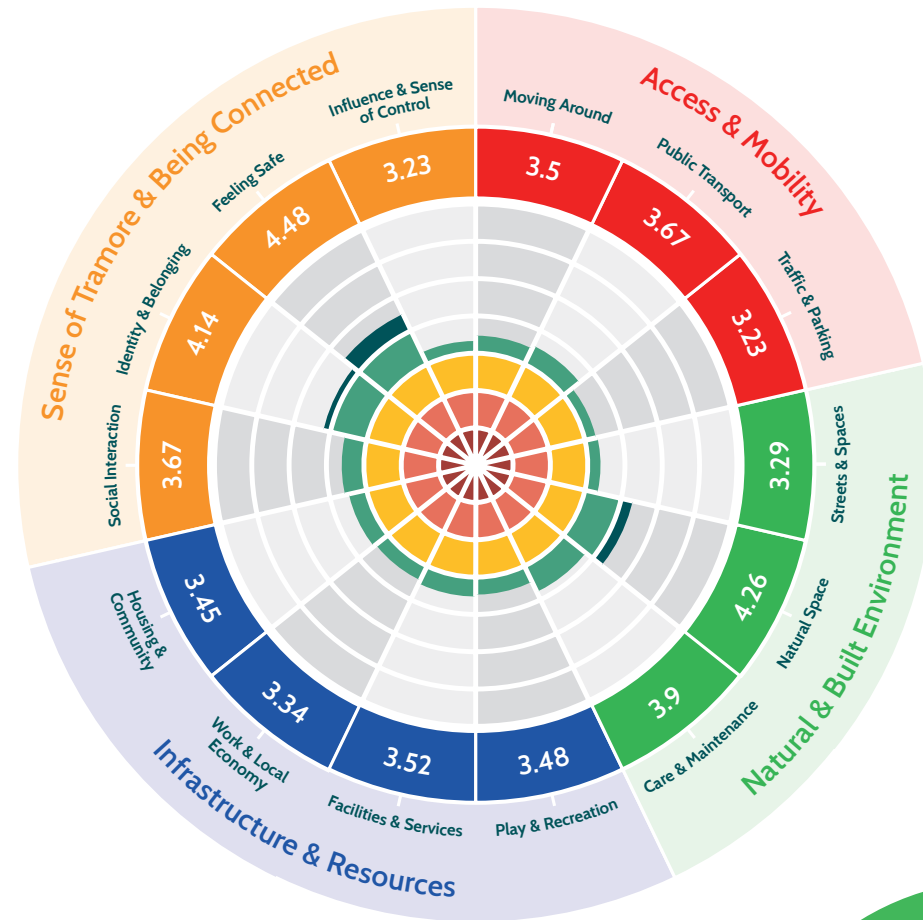 Access & Mobility
Moving Around
3.5
Public Transport
3.67
Traffic & Parking
3.23
Natural & Built Environment
Streets & Spaces
3.29
Natural Space
4.26
Care & Maintenance
3.9
Infrastructure & Resources
Play & Recreation
3.48
Facilities & Services
3.52
Work & Local
Economy
3.34
Housing &
Community
3.45
Sense of Tramore & Being Connected
Social Interaction
3.67
Identity & Belonging
4.14
Feeling Safe
4.48
Influence & Sense
of Control
3.23